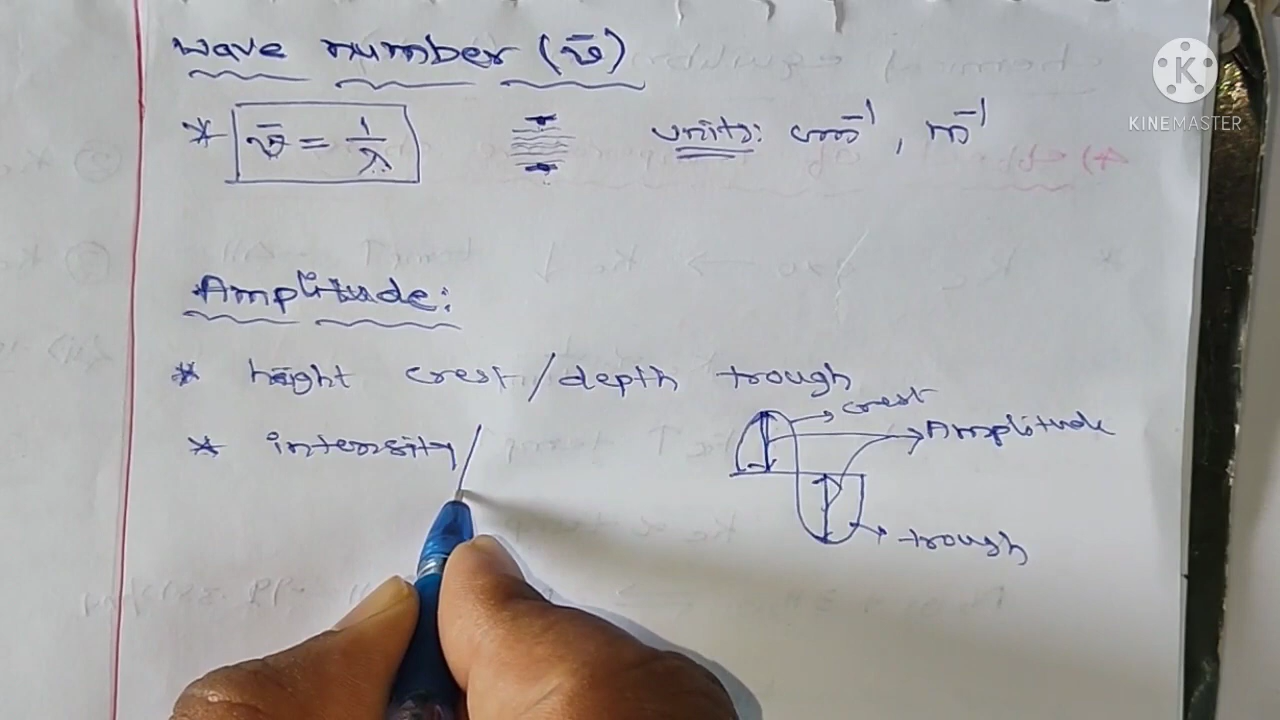 wave number (ν̄)
* ν̄ = 1/λ units: cm⁻¹, m⁻¹
K
KINEMASTER
Amplitude:
* height crest/depth trough
crest
Amplitude
* intensity/
trough